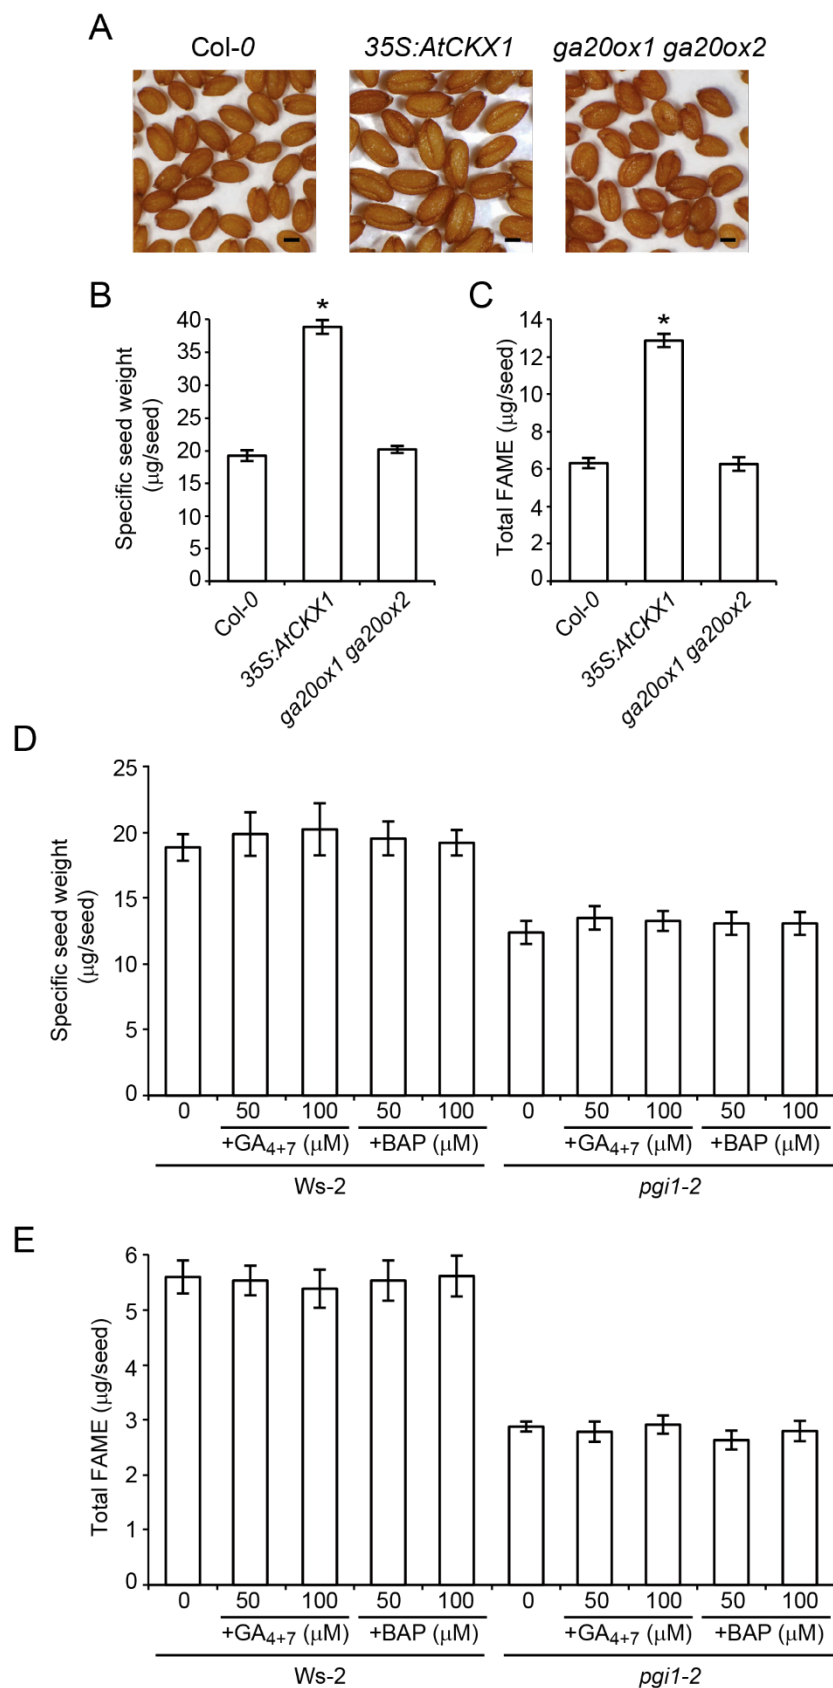 A
Col-0
35S:AtCKX1
ga20ox1 ga20ox2
B
Specific seed weight
(µg/seed)
40
35
30
25
20
15
10
5
0
*
Col-0
35S:AtCKX1
ga20ox1 ga20ox2
C
Total FAME (µg/seed)
14
12
10
8
6
4
2
0
*
Col-0
35S:AtCKX1
ga20ox1 ga20ox2
D
Specific seed weight
(µg/seed)
25
20
15
10
5
0
0 50 100 50 100 0 50 100 50 100
+GA4+7 (µM) +BAP (µM) +GA4+7 (µM) +BAP (µM)
Ws-2 pgi1-2
E
Total FAME (µg/seed)
6
5
4
3
2
1
0
0 50 100 50 100 0 50 100 50 100
+GA4+7 (µM) +BAP (µM) +GA4+7 (µM) +BAP (µM)
Ws-2 pgi1-2